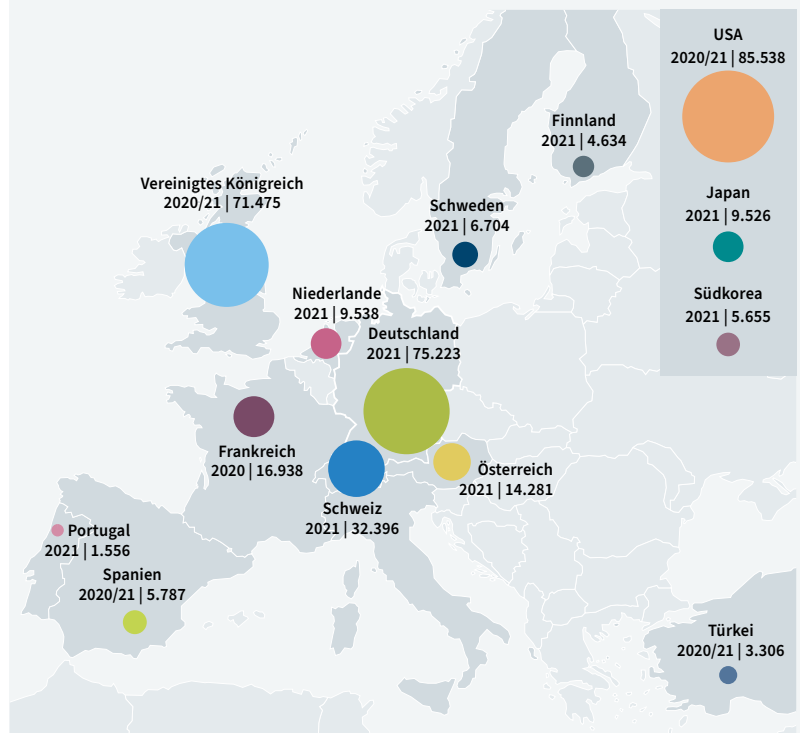 USA
2020/21 | 85.538
Finnland
2021 | 4.634
Vereinigtes Königreich
2020/21 | 71.475
Japan
2021 | 9.526
Schweden
2021 | 6.704
Niederlande
2021 | 9.538
Südkorea
2021 | 5.655
Deutschland
2021 | 75.223
Frankreich
2020 | 16.938
Österreich
2021 | 14.281
Schweiz
2021 | 32.396
Portugal
2021 | 1.556
Spanien
2020/21 | 5.787
Türkei
2020/21 | 3.306